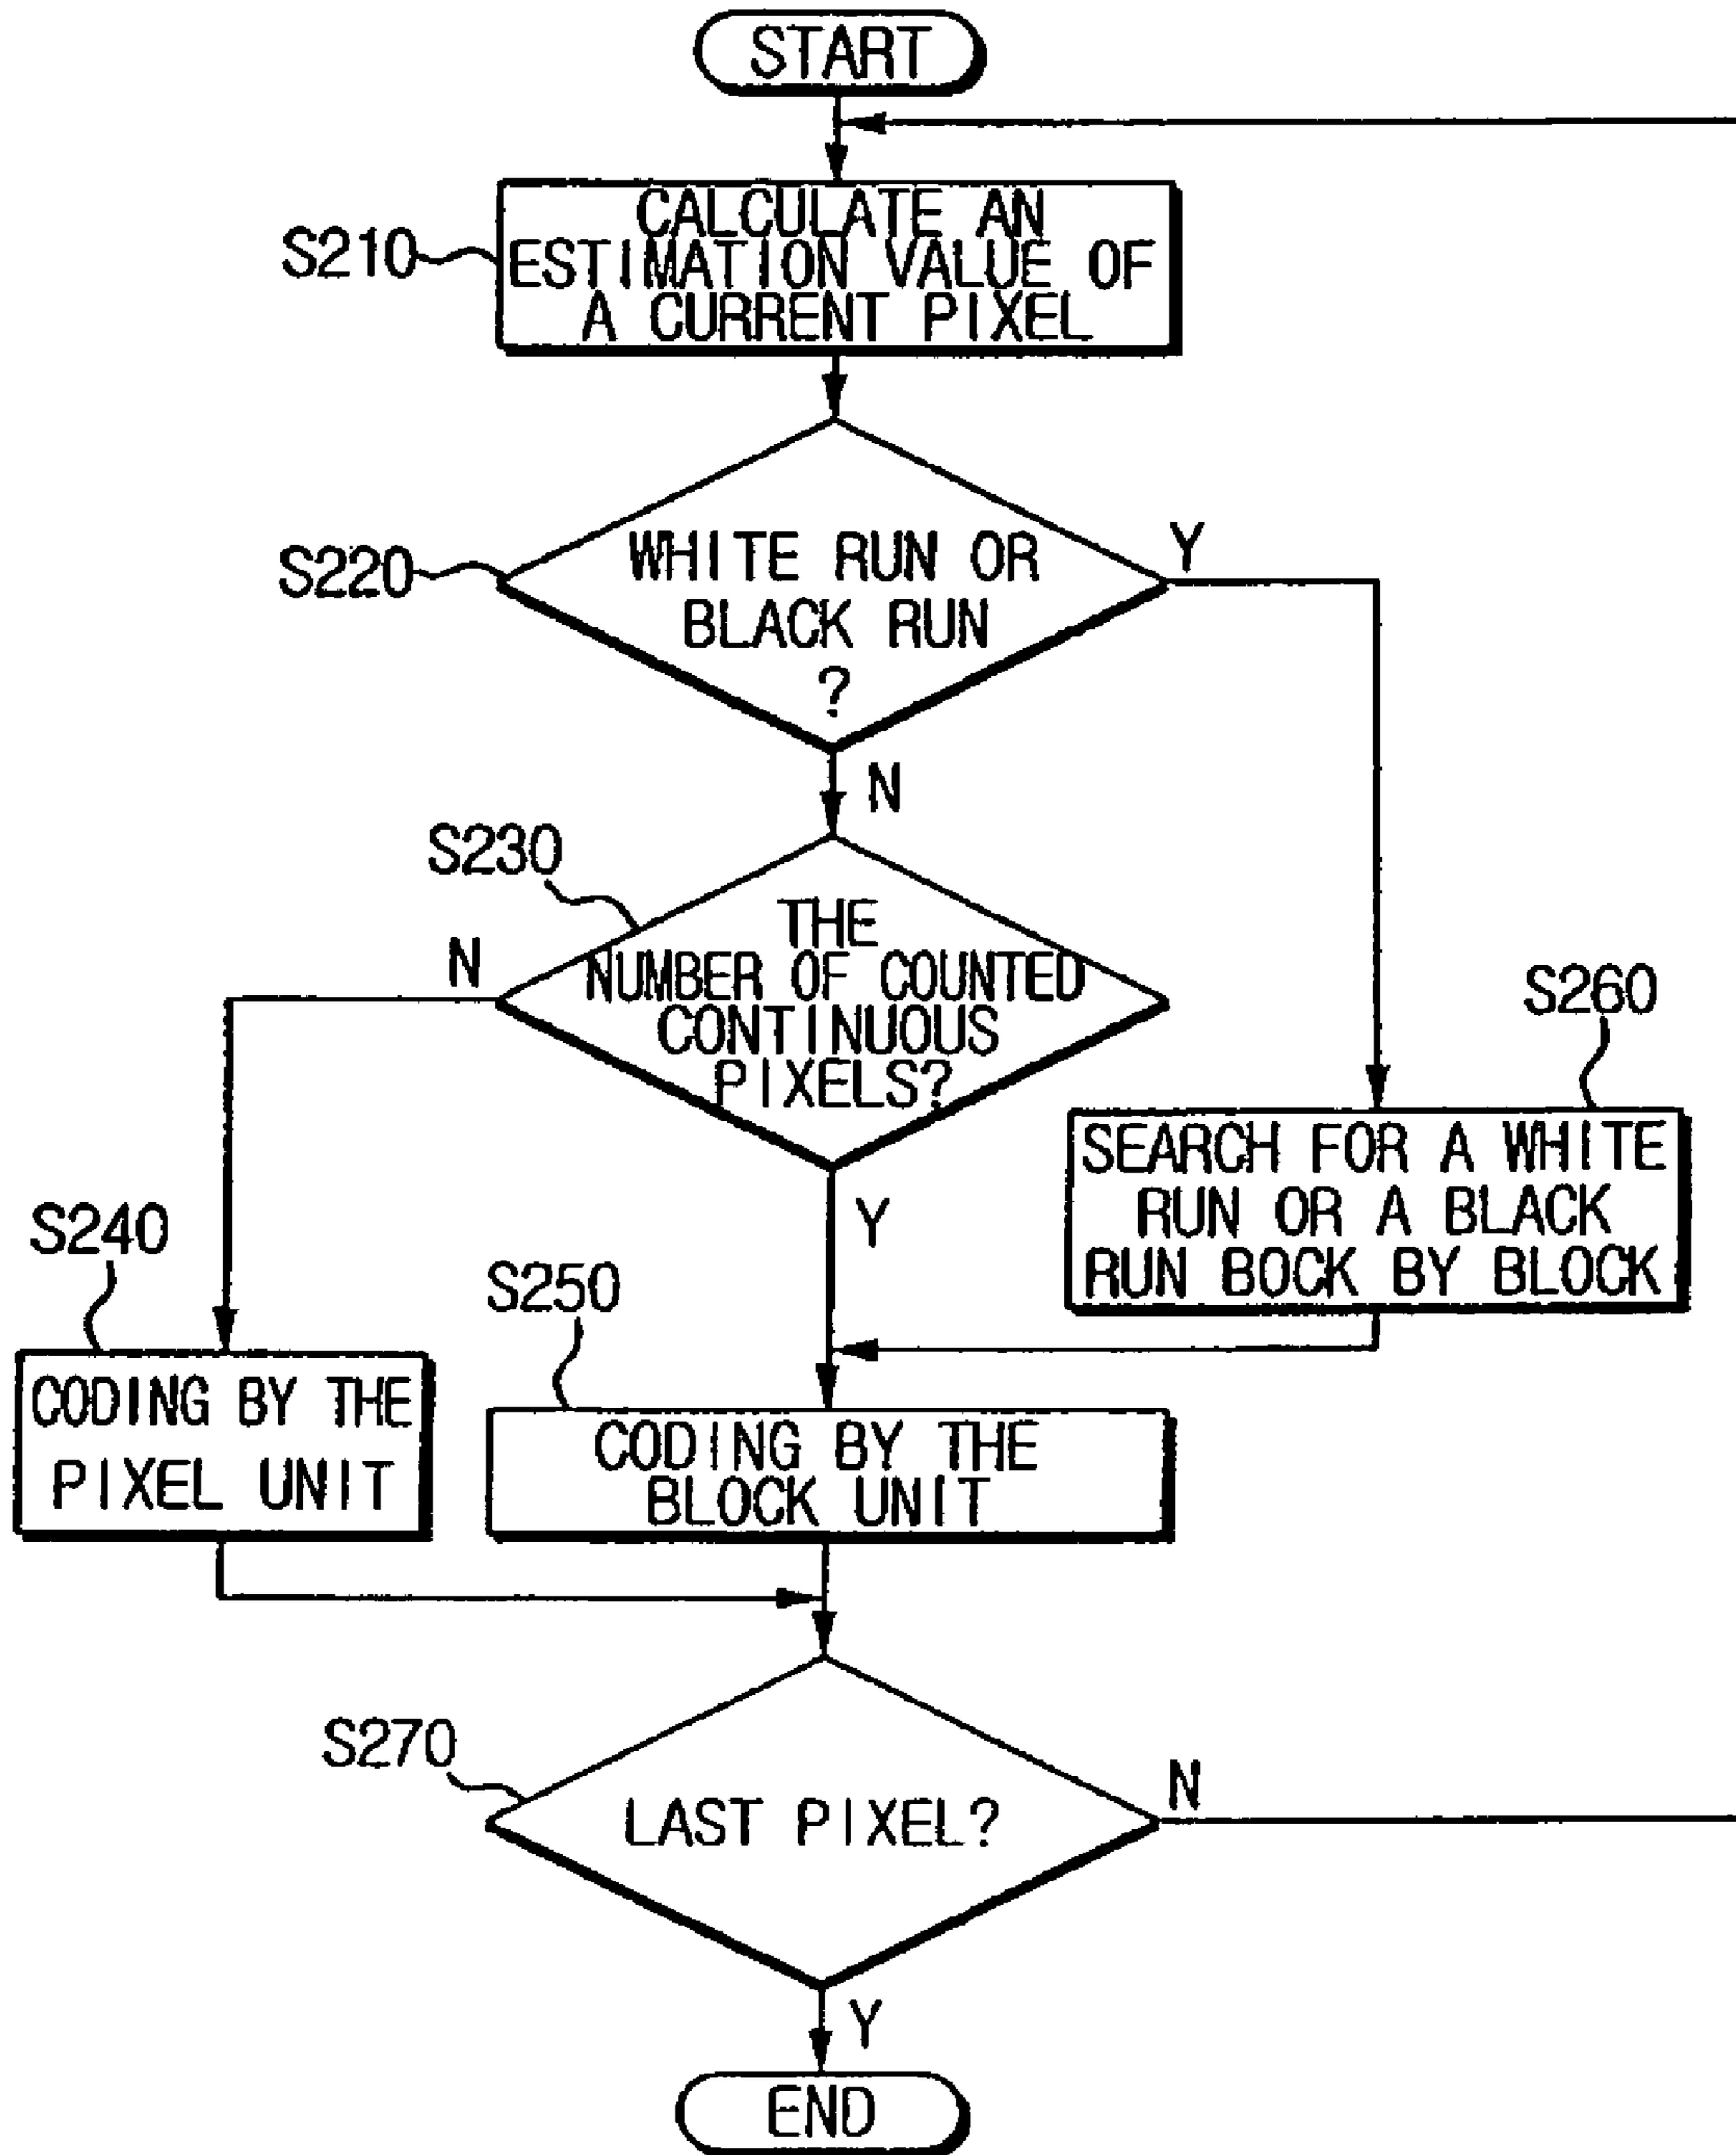 START
S210
CALCULATE AN
ESTIMATION VALUE OF
A CURRENT PIXEL
S220
WHITE RUN OR
BLACK RUN
?
Y
N
S230
THE
NUMBER OF COUNTED
CONTINUOUS
PIXELS?
N
Y
S260
SEARCH FOR A WHITE
RUN OR A BLACK
RUN BOCK BY BLOCK
S240
CODING BY THE
PIXEL UNIT
S250
CODING BY THE
BLOCK UNIT
S270
LAST PIXEL?
N
Y
END